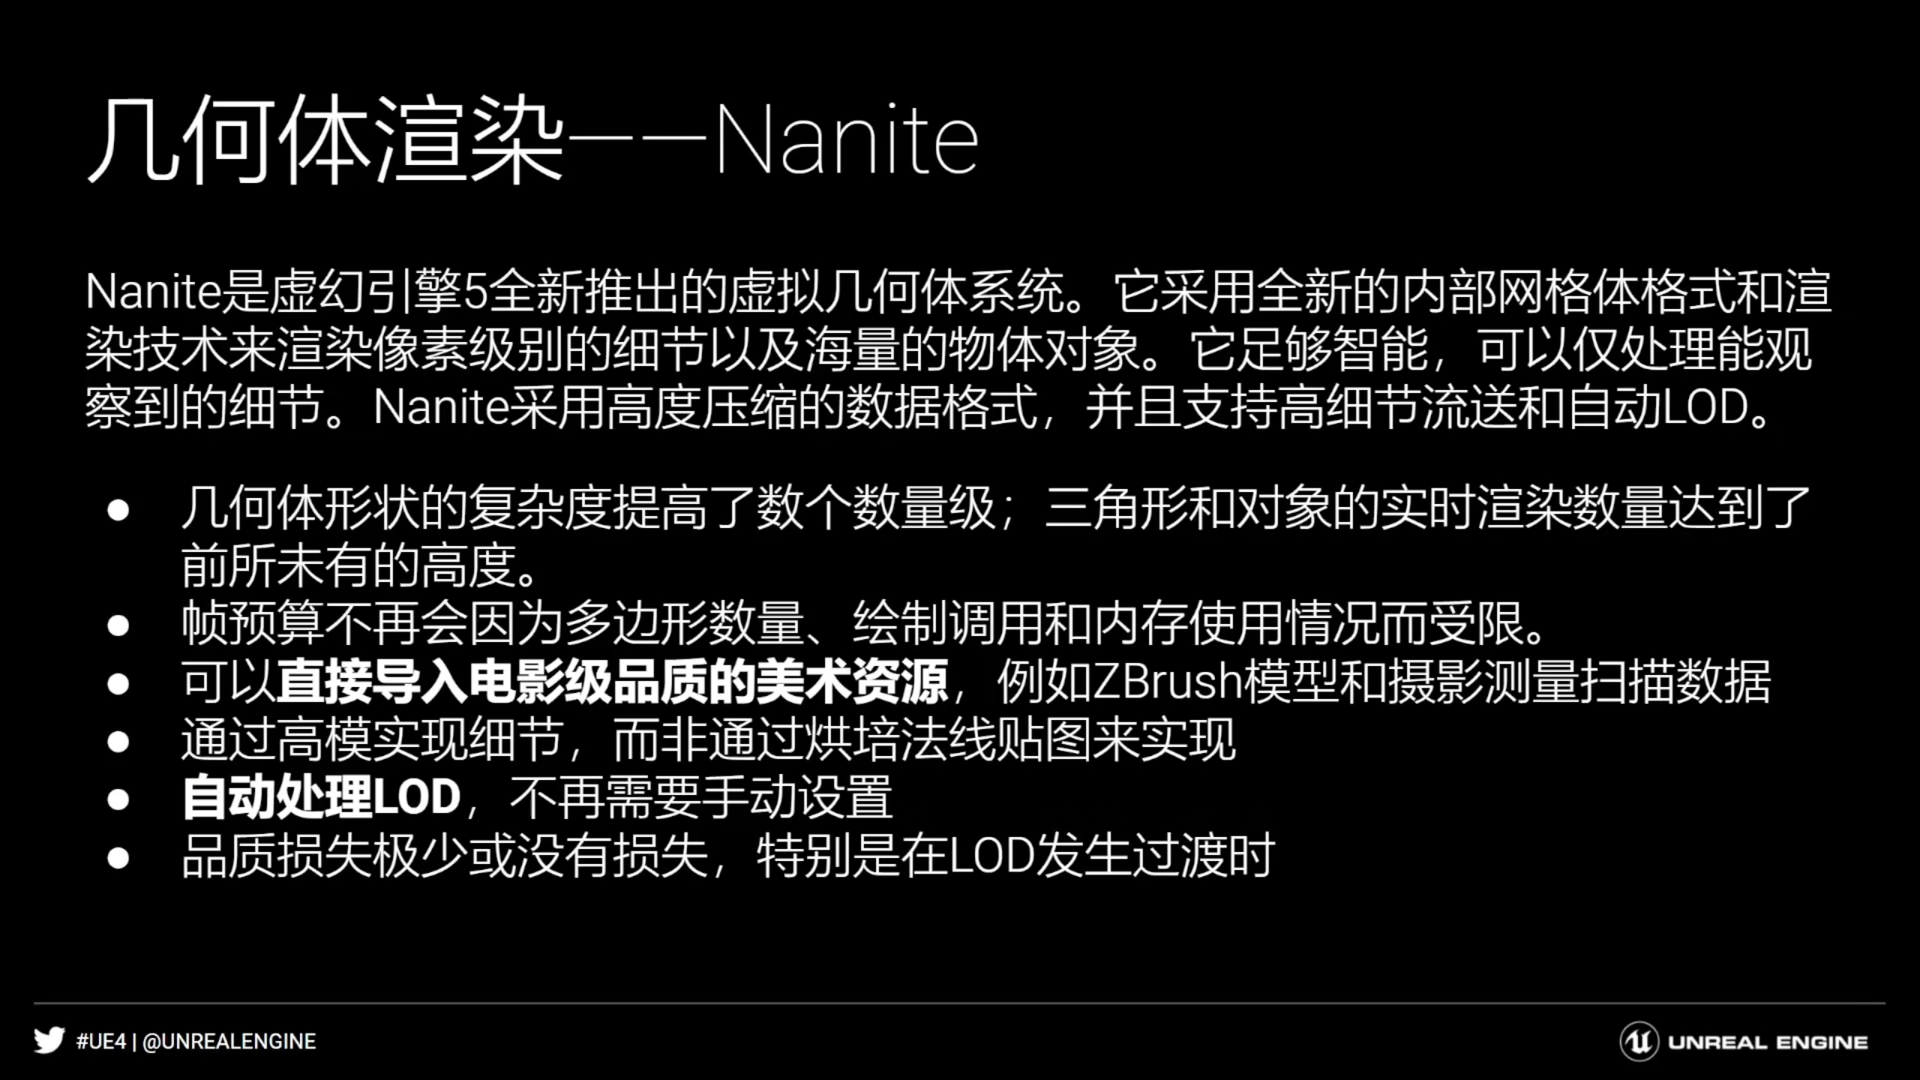 几何体渲染——Nanite
Nanite是虚幻引擎5全新推出的虚拟几何体系统。它采用全新的内部网格体格式和渲
染技术来渲染像素级别的细节以及海量的物体对象。它足够智能，可以仅处理能观
察到的细节。Nanite采用高度压缩的数据格式，并且支持高细节流送和自动LOD。
● 几何体形状的复杂度提高了数个数量级；三角形和对象的实时渲染数量达到了
前所未有的高度。
● 帧预算不再会因为多边形数量、绘制调用和内存使用情况而受限。
● 可以直接导入电影级品质的美术资源，例如ZBrush模型和摄影测量扫描数据
● 通过高模实现细节，而非通过烘培法线贴图来实现
● 自动处理LOD，不再需要手动设置
● 品质损失极少或没有损失，特别是在LOD发生过渡时
#UE4 | @UNREALENGINE
UNREAL ENGINE